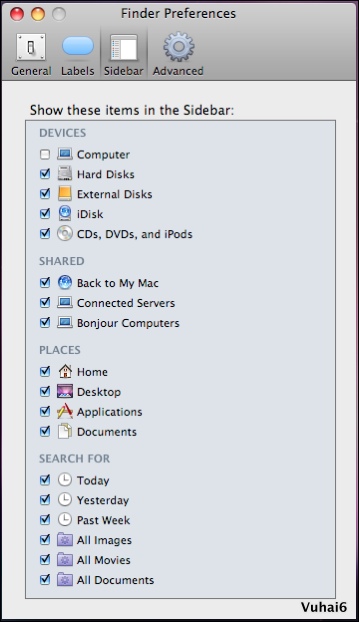 Finder Preferences
General Labels Sidebar Advanced
Show these items in the Sidebar:
DEVICES
Computer
Hard Disks
External Disks
iDisk
CDs, DVDs, and iPods
SHARED
Back to My Mac
Connected Servers
Bonjour Computers
PLACES
Home
Desktop
Applications
Documents
SEARCH FOR
Today
Yesterday
Past Week
All Images
All Movies
All Documents
Vuhai6